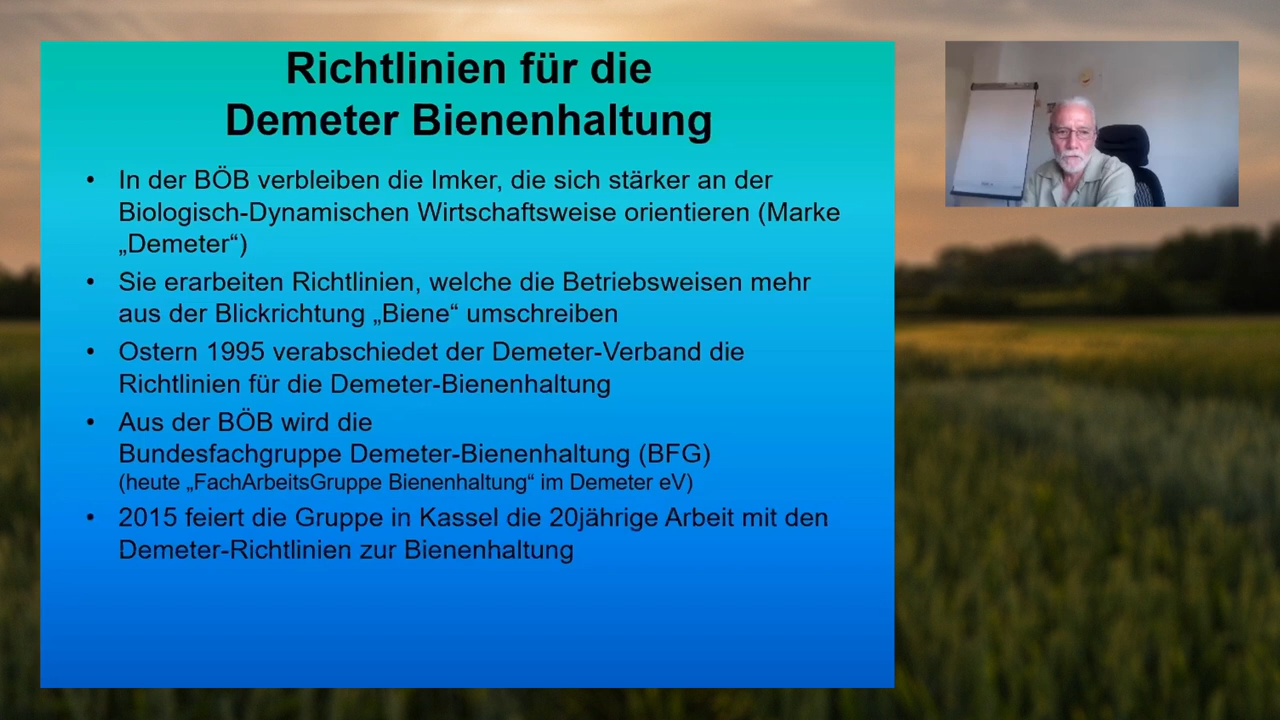 Richtlinien für die
Demeter Bienenhaltung
• In der BÖB verbleiben die Imker, die sich stärker an der
Biologisch-Dynamischen Wirtschaftsweise orientieren (Marke
„Demeter“)
• Sie erarbeiten Richtlinien, welche die Betriebsweisen mehr
aus der Blickrichtung „Biene“ umschreiben
• Ostern 1995 verabschiedet der Demeter-Verband die
Richtlinien für die Demeter-Bienenhaltung
• Aus der BÖB wird die
Bundesfachgruppe Demeter-Bienenhaltung (BFG)
(heute „FachArbeitsGruppe Bienenhaltung“ im Demeter eV)
• 2015 feiert die Gruppe in Kassel die 20jährige Arbeit mit den
Demeter-Richtlinien zur Bienenhaltung